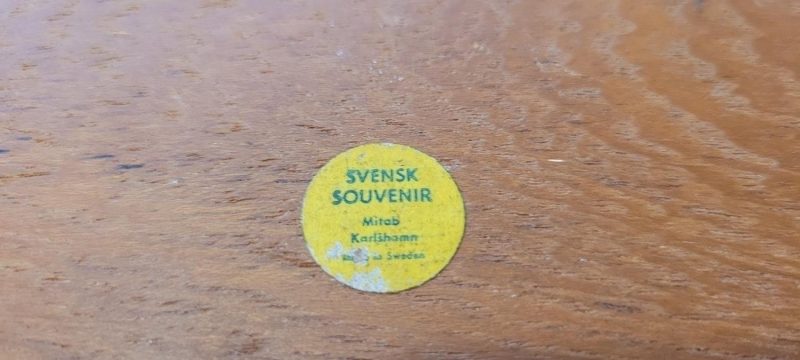 SVENSK
SOUVENIR
Mitab
Karlshamn
Sweden